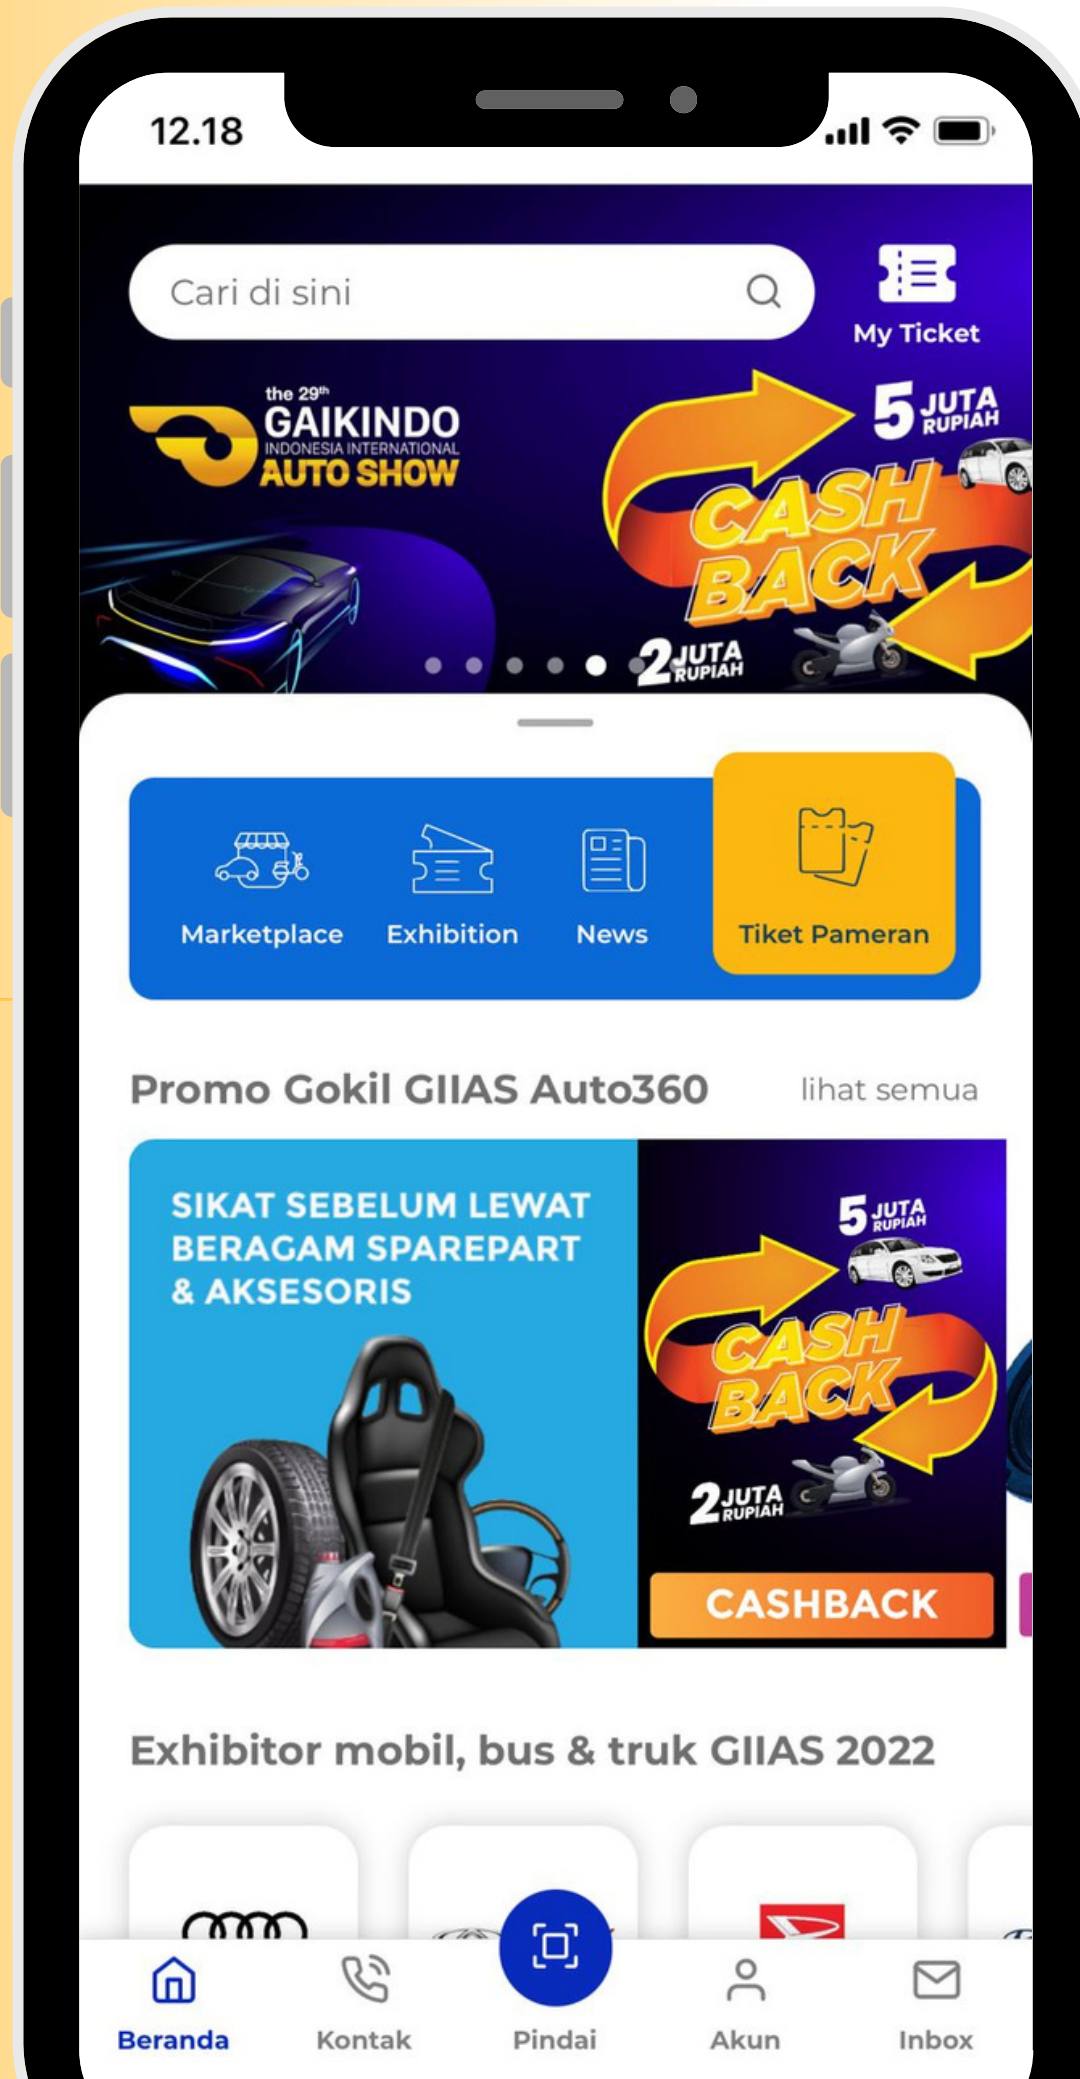 12.18
Cari di sini
My Ticket
the 29th
GAIKINDO
INDONESIA INTERNATIONAL
AUTO SHOW
5 JUTA
RUPIAH
CASH
BACK
2 JUTA
RUPIAH
Marketplace
Exhibition
News
Tiket Pameran
Promo Gokil GIIAS Auto360
lihat semua
SIKAT SEBELUM LEWAT
BERAGAM SPAREPART
& AKSESORIS
5 JUTA
RUPIAH
CASH
BACK
2 JUTA
RUPIAH
CASHBACK
Exhibitor mobil, bus & truk GIIAS 2022
Beranda
Kontak
Pindai
Akun
Inbox